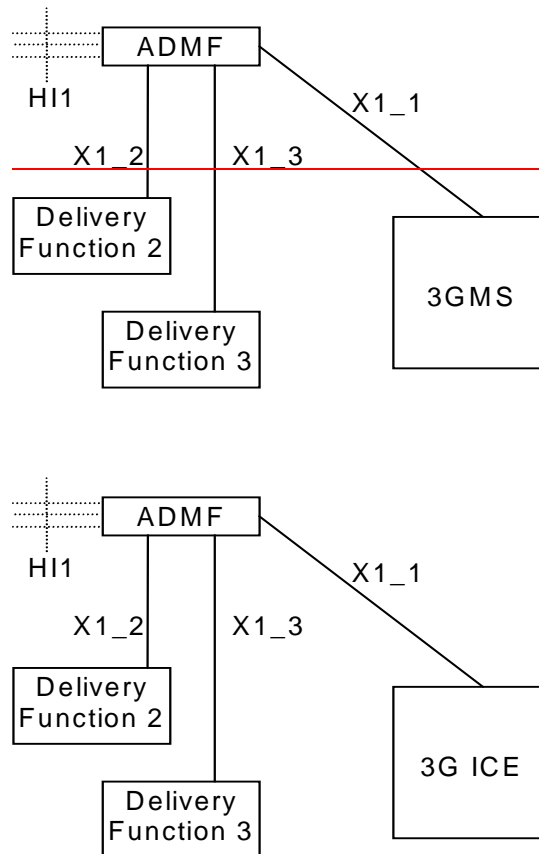 ADMF
HI1
X1_1
X1_2
X1_3
Delivery
Function 2
3GMS
Delivery
Function 3
ADMF
HI1
X1_1
X1_2
X1_3
Delivery
Function 2
3G ICE
Delivery
Function 3